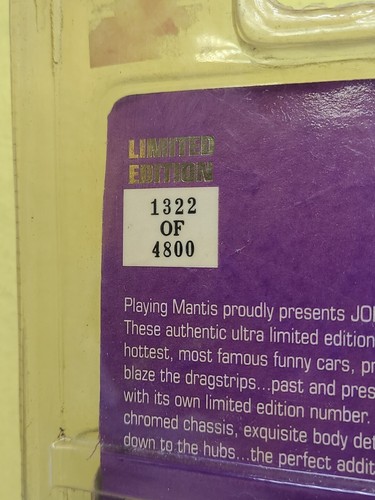 LIMITED
EDITION
1322
OF
4800
Playing Mantis proudly presents
These authentic ultra limited edition
hottest, most famous funny cars,
blaze the dragstrips...past and
with its own limited edition number.
chromed chassis, exquisite body
down to the hubs...the perfect